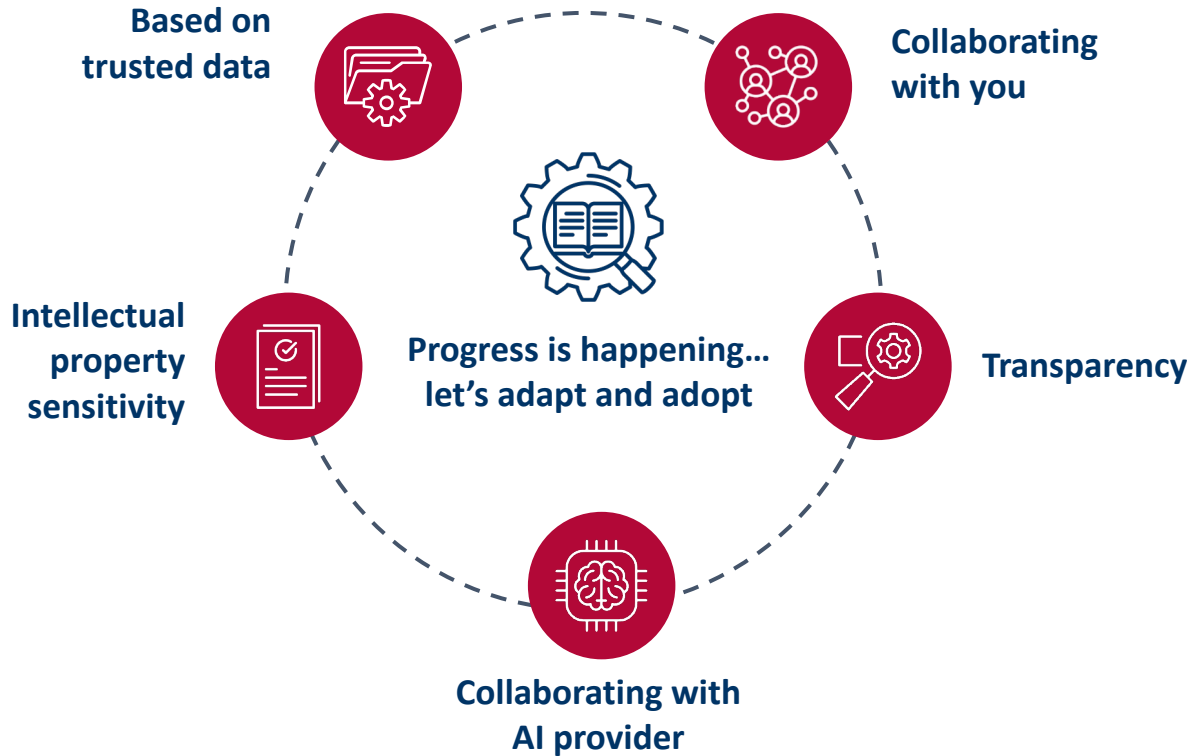 Based on
trusted data
Collaborating
with you
Intellectual
property
sensitivity
Progress is happening…
let’s adapt and adopt
Transparency
Collaborating with
AI provider